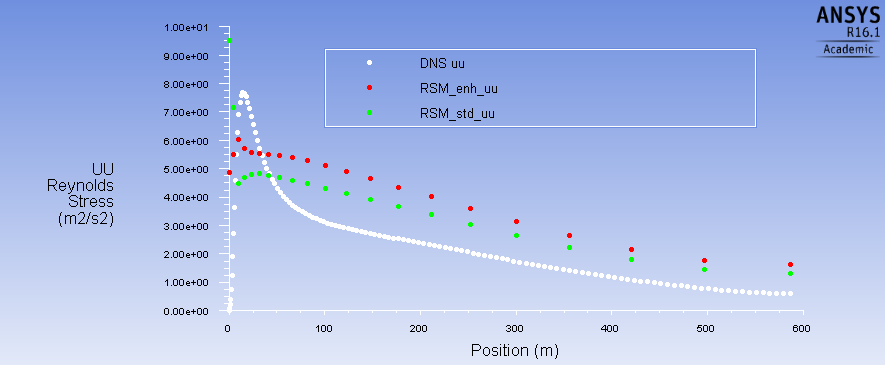 ANSYS
R16.1
Academic
DNS uu
RSM_enh_uu
RSM_std_uu
1.00e+01
9.00e+00
8.00e+00
7.00e+00
6.00e+00
5.00e+00
4.00e+00
3.00e+00
2.00e+00
1.00e+00
0.00e+00
UU
Reynolds
Stress
(m2/s2)
0
100
200
300
400
500
600
Position (m)